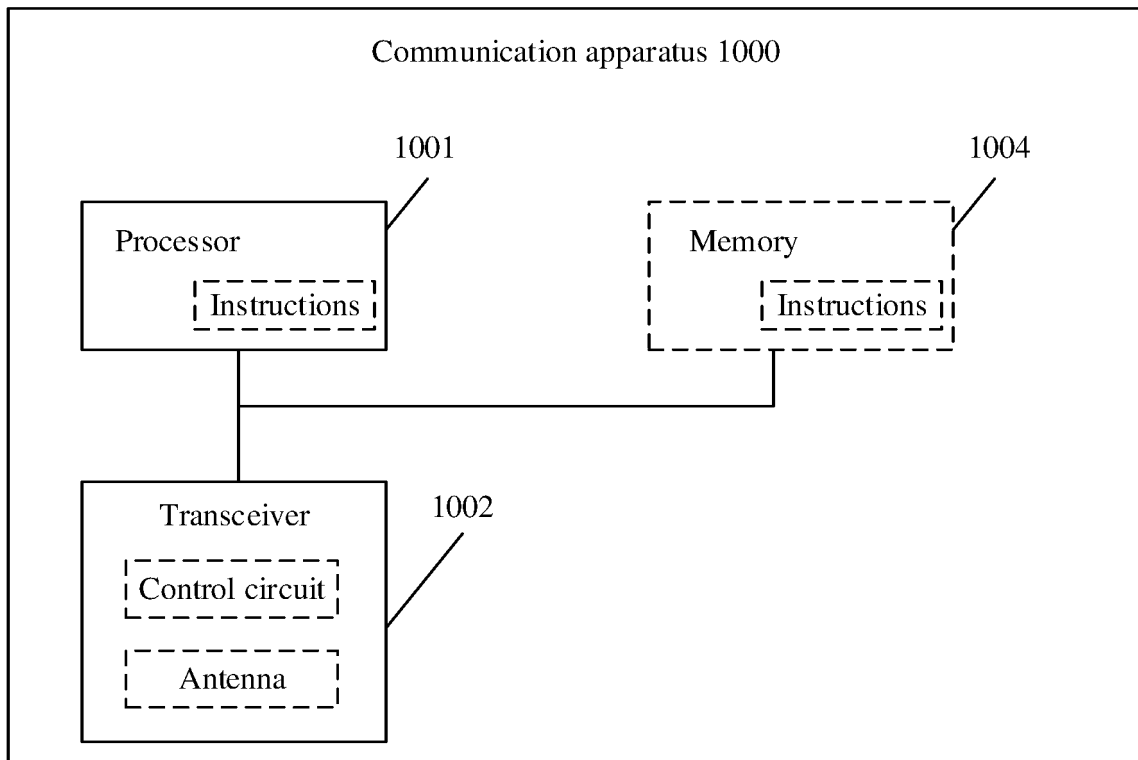 Communication apparatus 1000
1001
1004
Processor
Memory
Instructions
Instructions
1002
Transceiver
Control circuit
Antenna